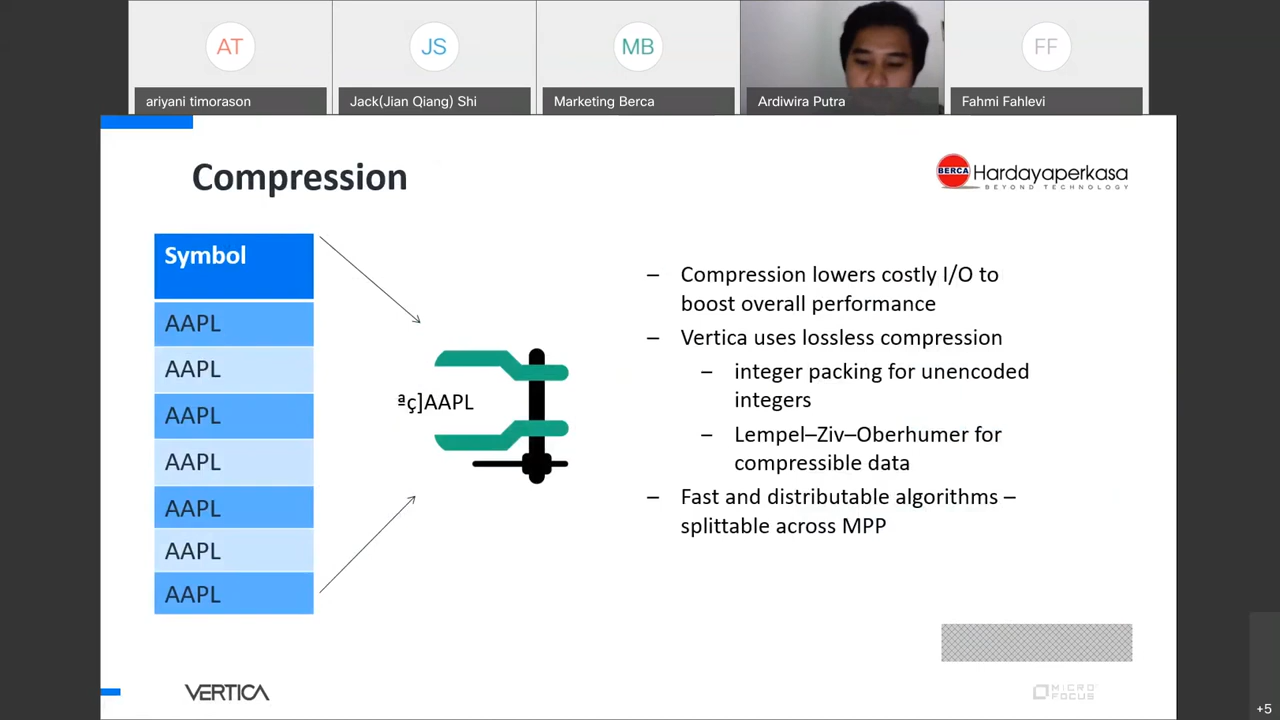 AT
JS
MB
FF
ariyani timorason
Jack(Jian Qiang) Shi
Marketing Berca
Ardiwira Putra
Fahmi Fahlevi
Compression
BERCA Hardayaperkasa
BEYOND TECHNOLOGY
Symbol
AAPL
AAPL
AAPL
AAPL
AAPL
AAPL
AAPL
ªç]AAPL
– Compression lowers costly I/O to
boost overall performance
– Vertica uses lossless compression
– integer packing for unencoded
integers
– Lempel–Ziv–Oberhumer for
compressible data
– Fast and distributable algorithms –
splittable across MPP
VERTICA
MICRO
FOCUS
+5